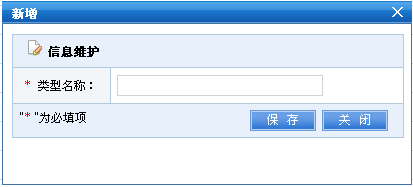 新增
信息维护
* 类型名称：
"* "为必填项
保 存
关 闭